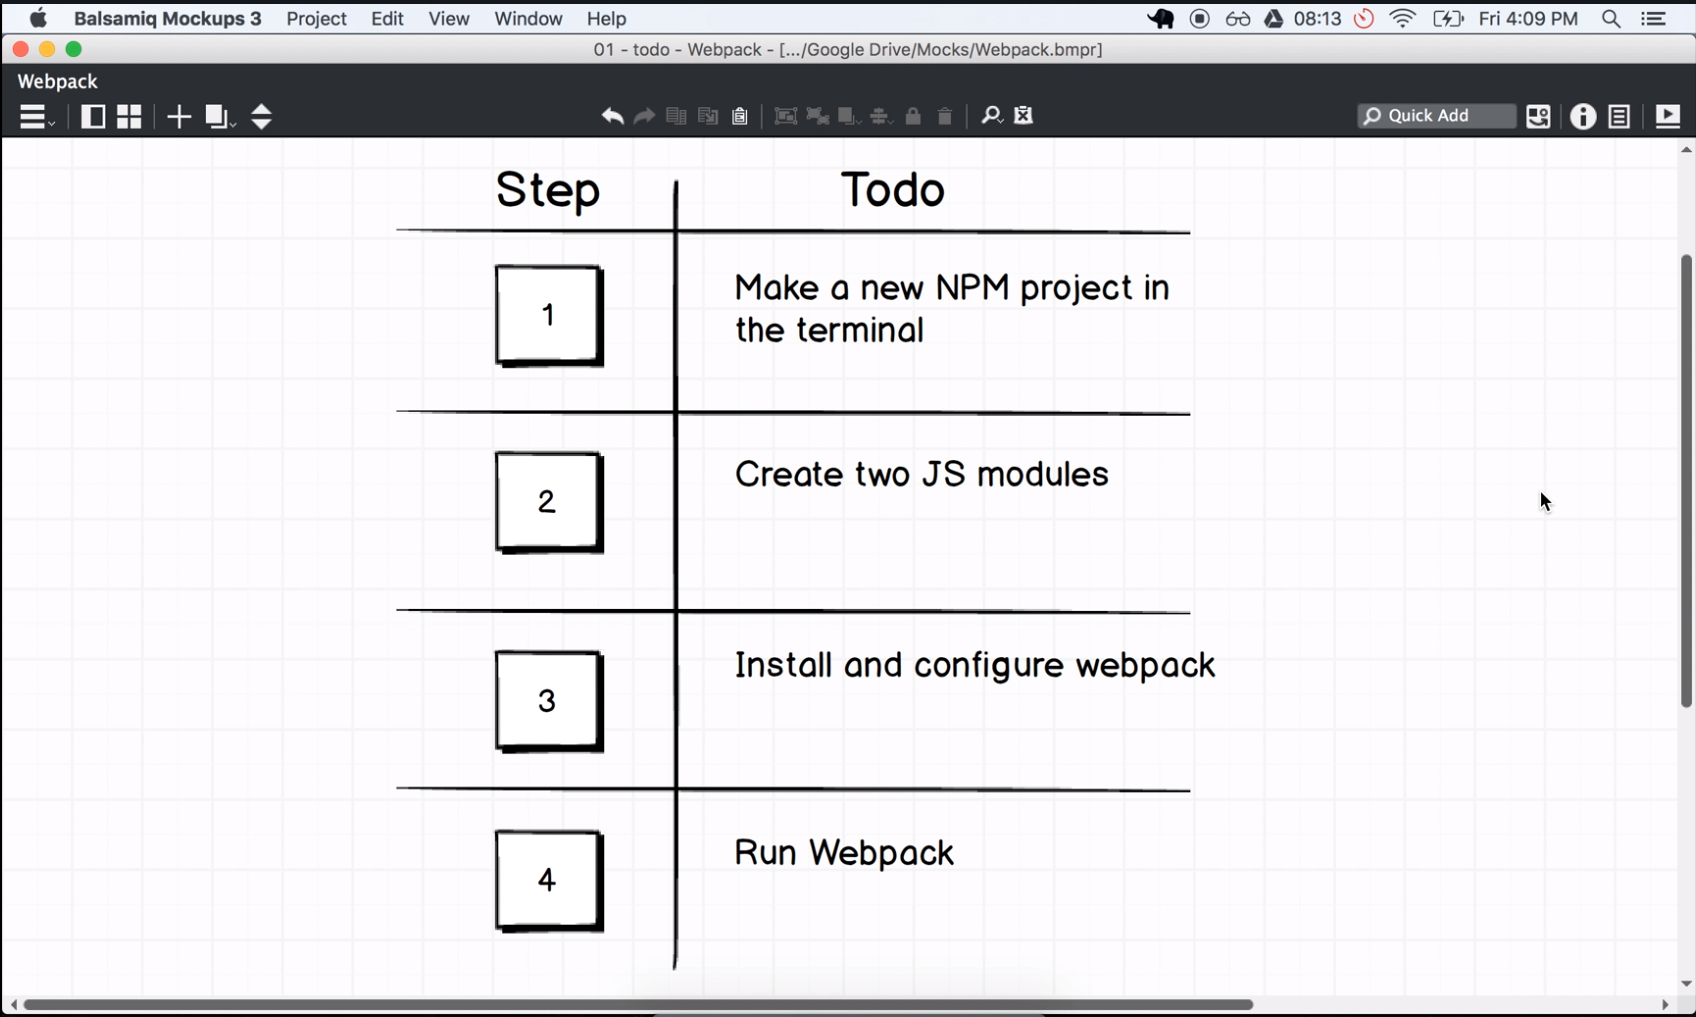 Balsamiq Mockups 3 Project Edit View Window Help 08:13 Fri 4:09 PM
01 - todo - Webpack - [.../Google Drive/Mocks/Webpack.bmpr]
Webpack
Quick Add
Step Todo
1
Make a new NPM project in
the terminal
2
Create two JS modules
3
Install and configure webpack
4
Run Webpack